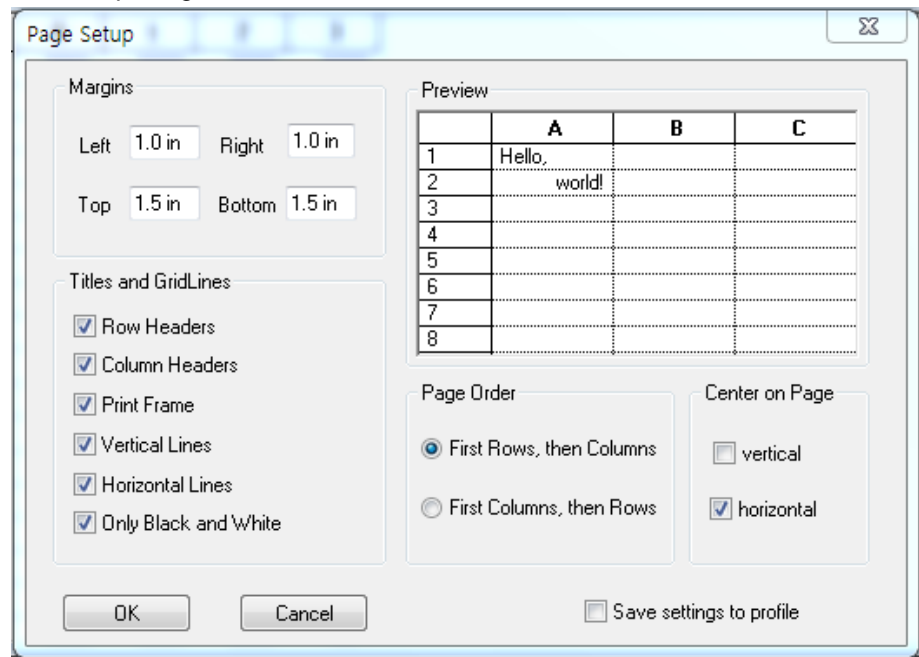 Page Setup
Margins
Left 1.0 in Right 1.0 in
Top 1.5 in Bottom 1.5 in
Titles and GridLines
Row Headers
Column Headers
Print Frame
Vertical Lines
Horizontal Lines
Only Black and White
Preview
A B C
1 Hello,
2 world!
3
4
5
6
7
8
Page Order
First Rows, then Columns
First Columns, then Rows
Center on Page
vertical
horizontal
OK Cancel
Save settings to profile